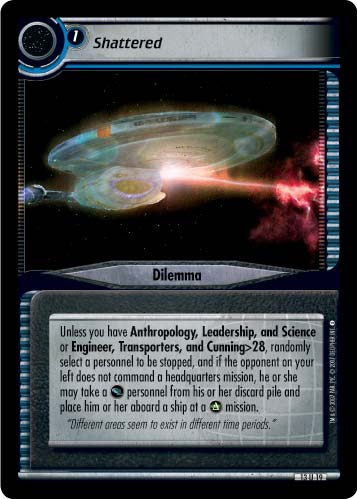 1
Shattered
Dilemma
Unless you have Anthropology, Leadership, and Science
or Engineer, Transporters, and Cunning>28, randomly
select a personnel to be stopped, and if the opponent on your
left does not command a headquarters mission, he or she
may take a personnel from his or her discard pile and
place him or her aboard a ship at a mission.
"Different areas seem to exist in different time periods."
13 U 19